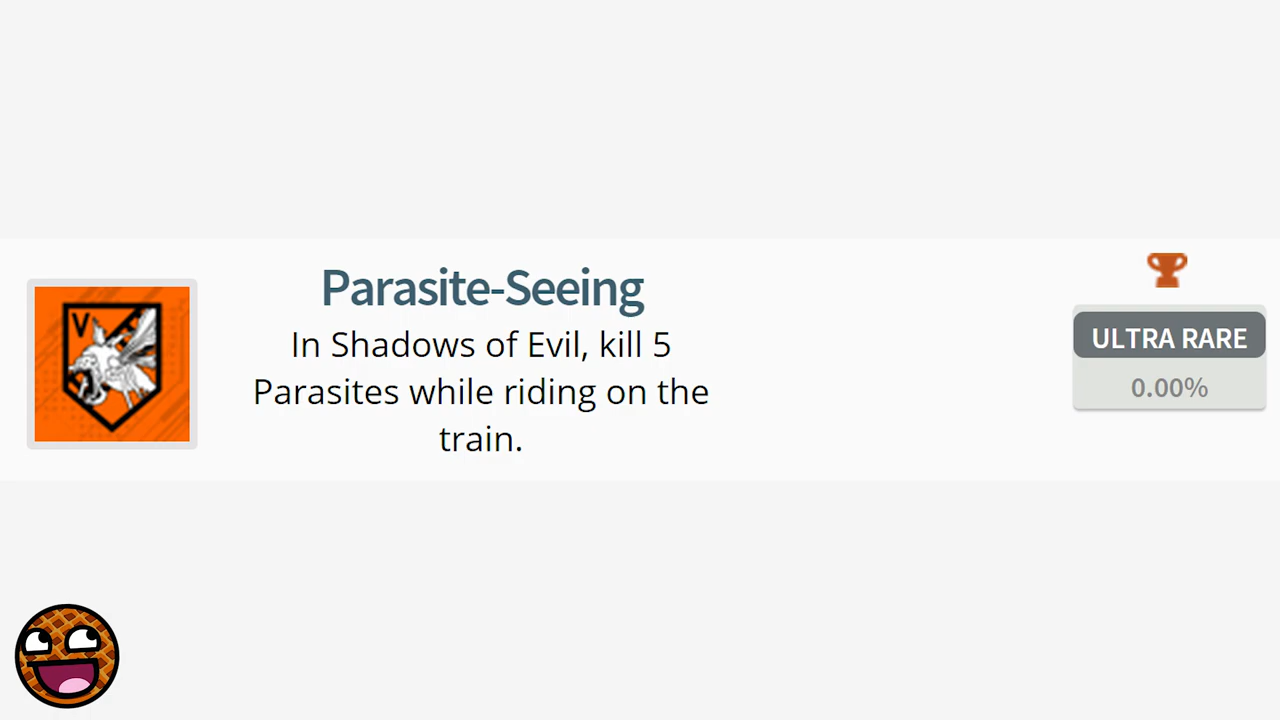 Parasite-Seeing
In Shadows of Evil, kill 5
Parasites while riding on the
train.
ULTRA RARE
0.00%
V